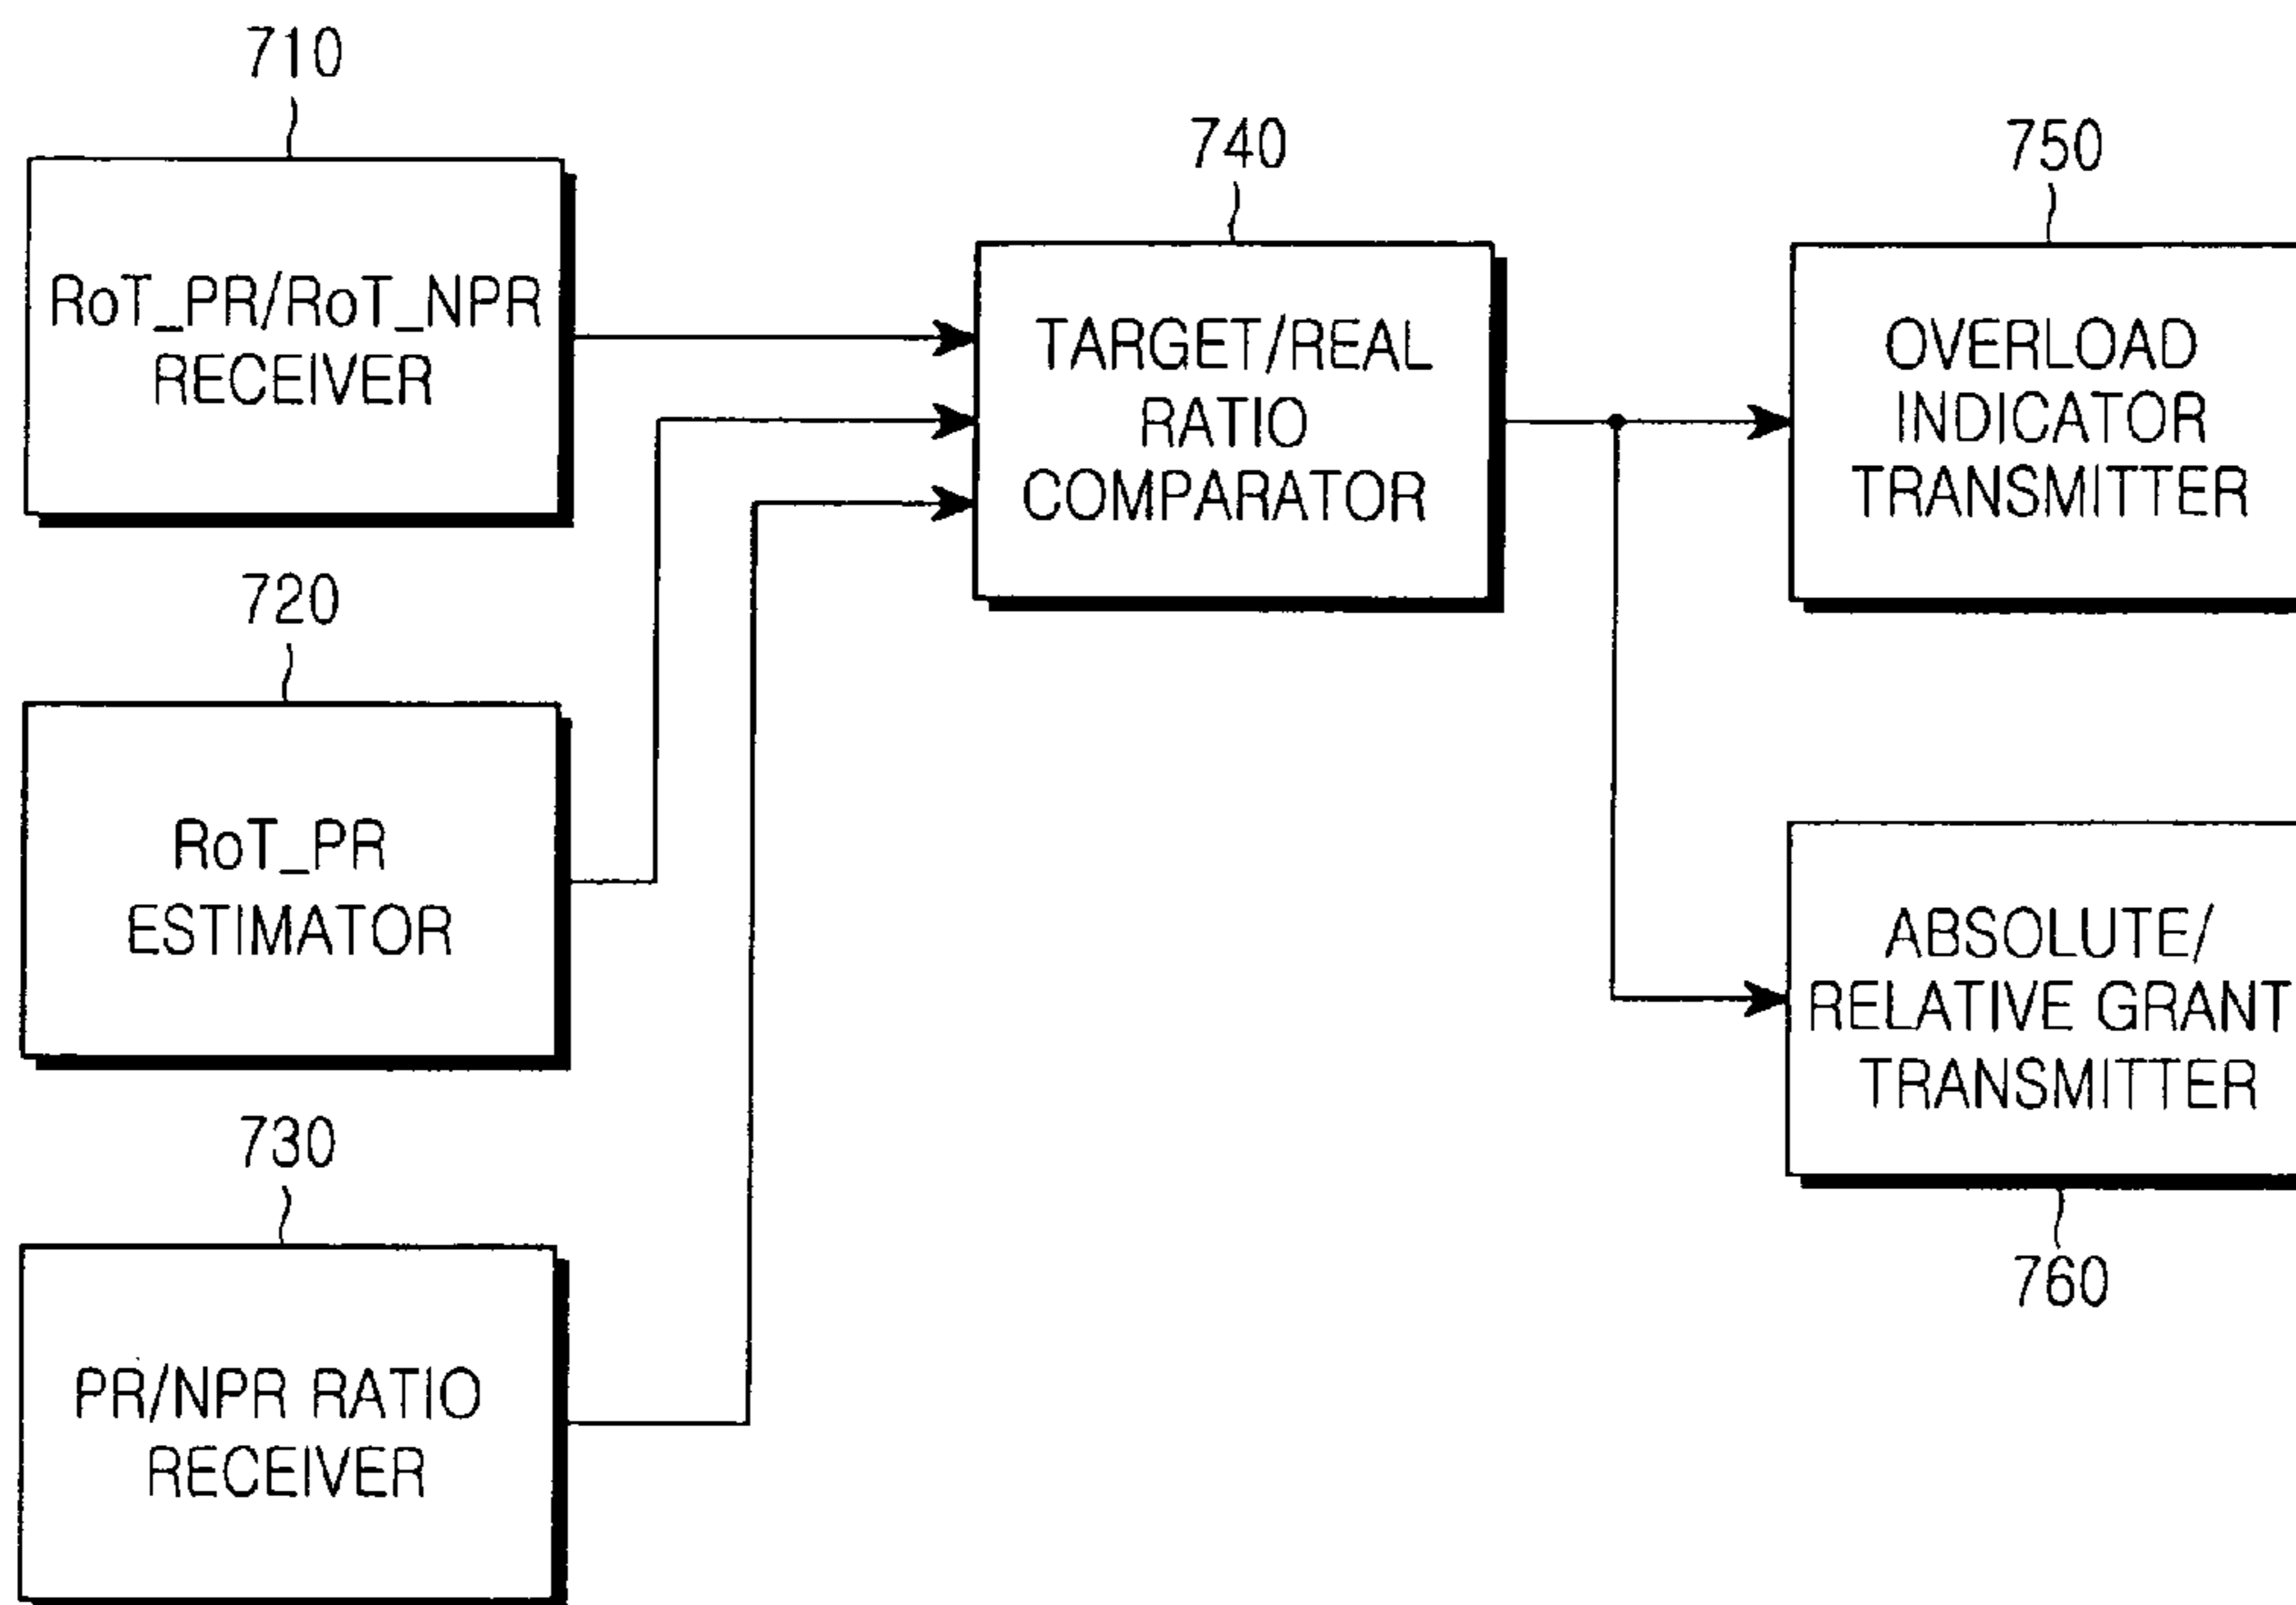 710
RoT_PR/RoT_NPR
RECEIVER
720
RoT_PR
ESTIMATOR
730
PR/NPR RATIO
RECEIVER
740
TARGET/REAL
RATIO
COMPARATOR
750
OVERLOAD
INDICATOR
TRANSMITTER
ABSOLUTE/
RELATIVE GRANT
TRANSMITTER
760